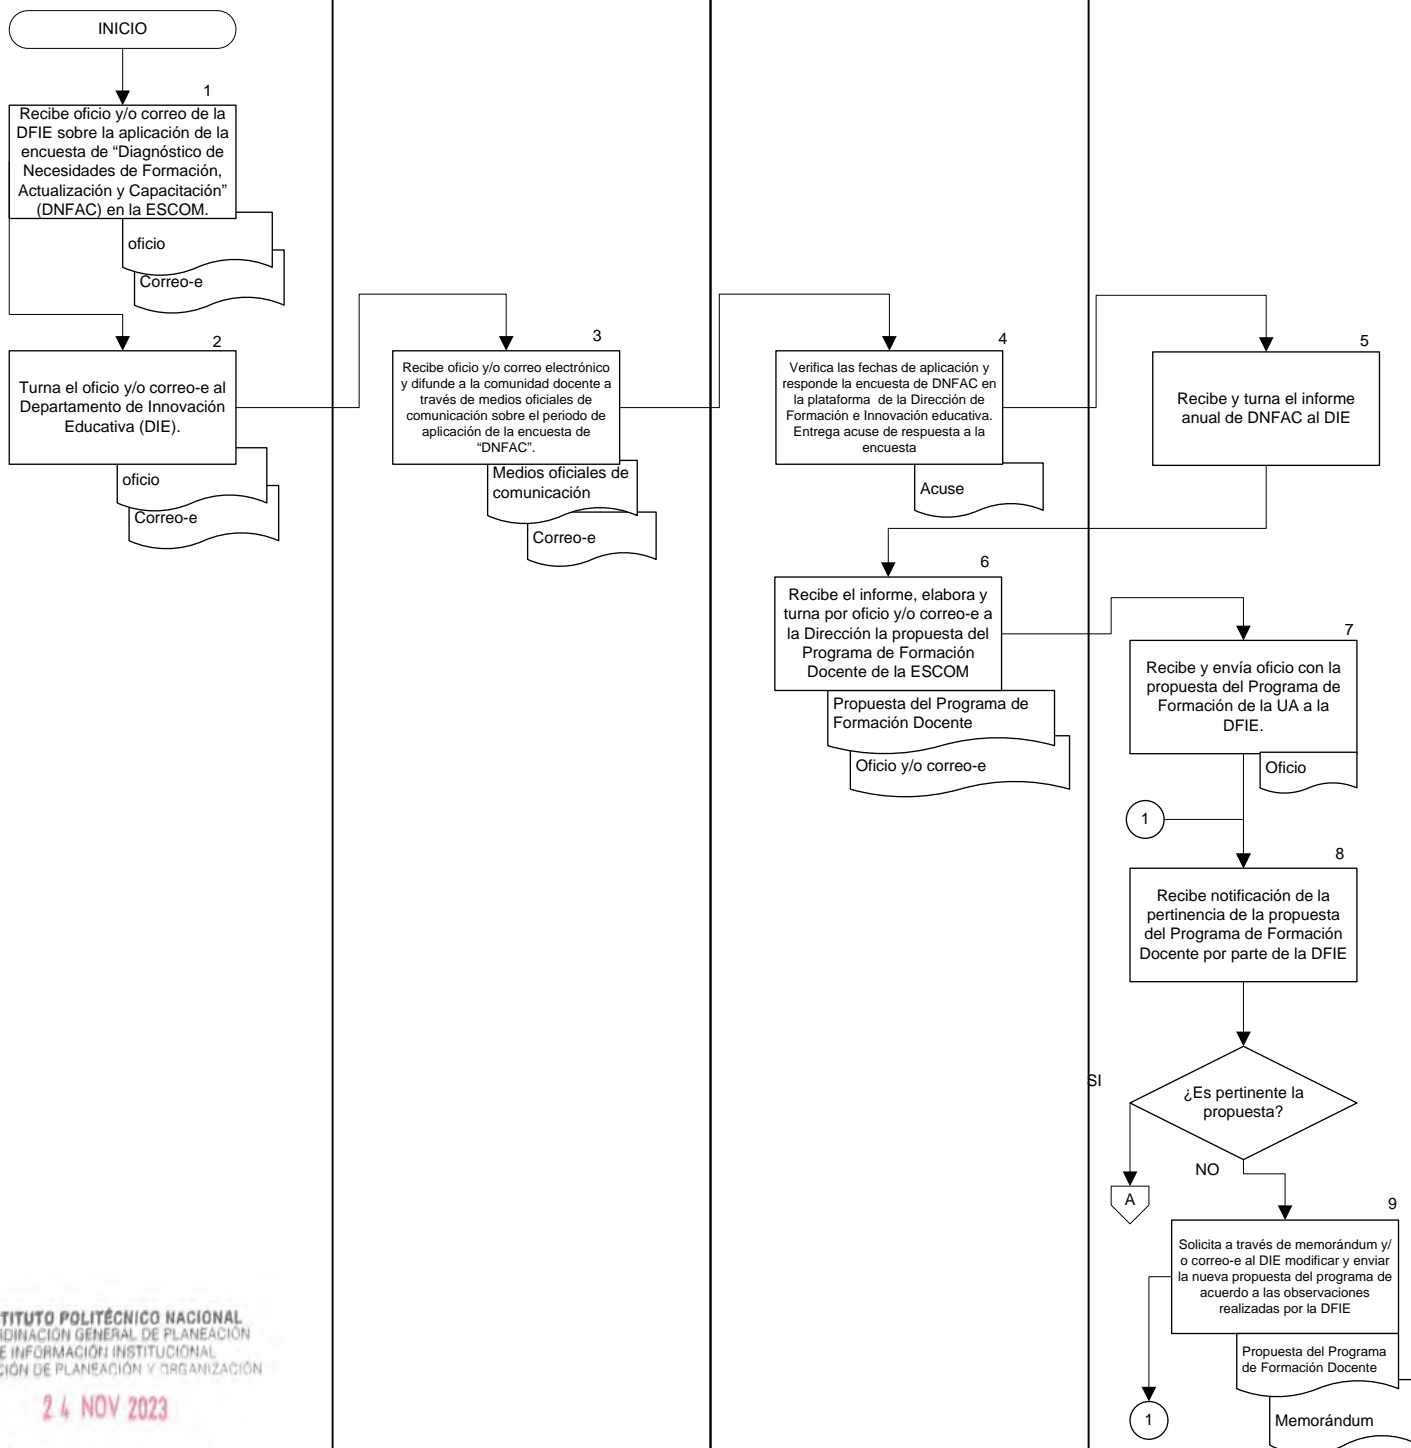 INICIO
1
Recibe oficio y/o correo de la
DFIE sobre la aplicación de la
encuesta de “Diagnóstico de
Necesidades de Formación,
Actualización y Capacitación”
(DNFAC) en la ESCOM.
oficio
Correo-e
2
Turna el oficio y/o correo-e al
Departamento de Innovación
Educativa (DIE).
oficio
Correo-e
3
Recibe oficio y/o correo electrónico
y difunde a la comunidad docente a
través de medios oficiales de
comunicación sobre el periodo de
aplicación de la encuesta de
“DNFAC”.
Medios oficiales de
comunicación
Correo-e
4
Verifica las fechas de aplicación y
responde la encuesta de DNFAC en
la plataforma de la Dirección de
Formación e Innovación educativa.
Entrega acuse de respuesta a la
encuesta
Acuse
5
Recibe y turna el informe
anual de DNFAC al DIE
6
Recibe el informe, elabora y
turna por oficio y/o correo-e a
la Dirección la propuesta del
Programa de Formación
Docente de la ESCOM
Propuesta del Programa de
Formación Docente
Oficio y/o correo-e
7
Recibe y envía oficio con la
propuesta del Programa de
Formación de la UA a la
DFIE.
Oficio
1
8
Recibe notificación de la
pertinencia de la propuesta
del Programa de Formación
Docente por parte de la DFIE
SI
¿Es pertinente la
propuesta?
NO
A
9
Solicita a través de memorándum y/
o correo-e al DIE modificar y enviar
la nueva propuesta del programa de
acuerdo a las observaciones
realizadas por la DFIE
Propuesta del Programa
de Formación Docente
Memorándum
1
TITUTO POLITÉCNICO NACIONAL
DINACIÓN GENERAL DE PLANEACIÓN
E INFORMACIÓN INSTITUCIONAL
CIÓN DE PLANEACIÓN Y ORGANIZACIÓN
24 NOV 2023